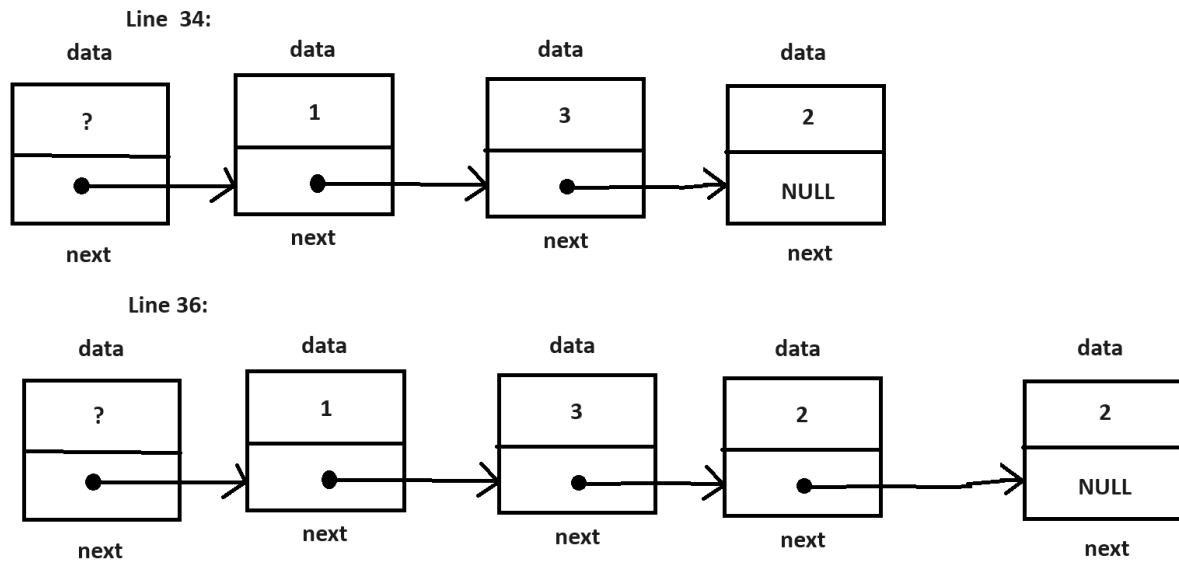 Line 34:
data data data data
? 1 3 2
NULL
next next next next
Line 36:
data data data data data
? 1 3 2 2
NULL
next next next next next